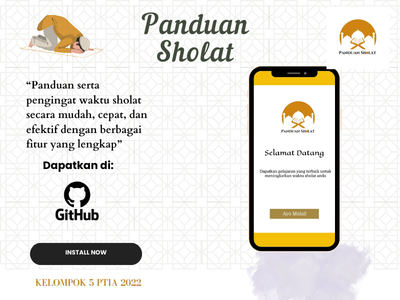 Panduan
Sholat
PANDUAN SHOLAT
“Panduan serta
pengingat waktu sholat
secara mudah, cepat, dan
efektif dengan berbagai
fitur yang lengkap”
Dapatkan di:
GitHub
INSTALL NOW
KELOMPOK 5 PTIA 2022
PANDUAN SHOLAT
Selamat Datang
Dapatkan pelajaran yang terbaik untuk
meningkatkan waktu sholat anda
Ayo Mulai!